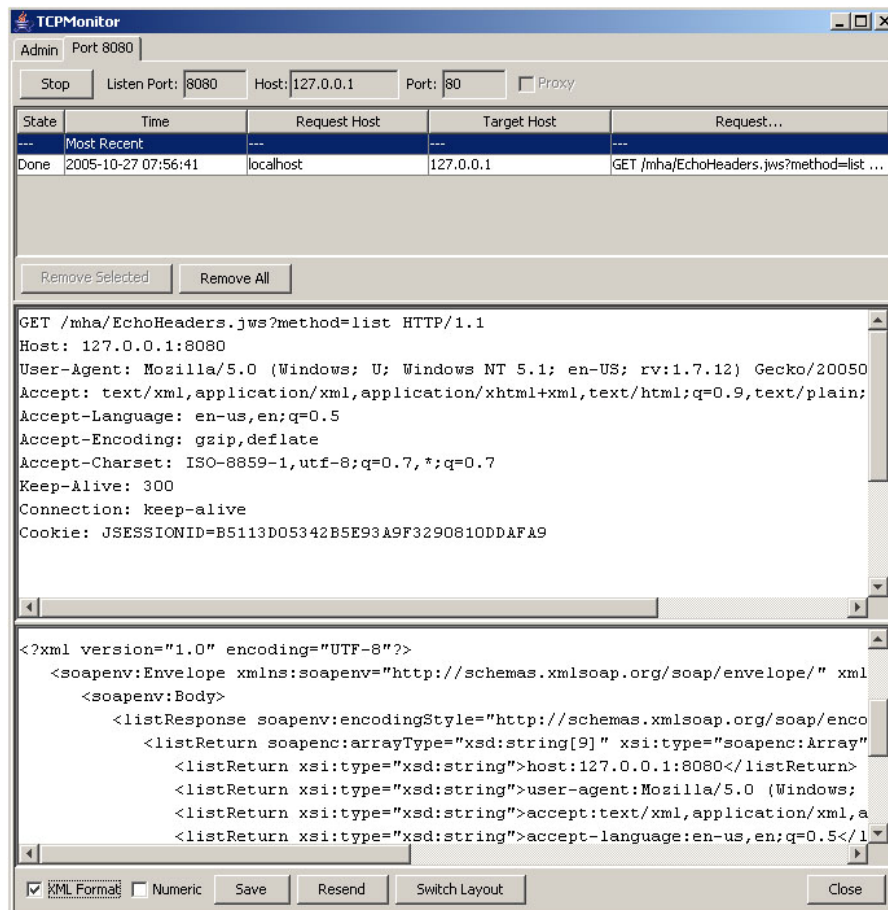 TCPMonitor
Admin Port 8080
Stop Listen Port: 8080 Host: 127.0.0.1 Port: 80 Proxy
State Time Request Host Target Host Request...
--- Most Recent --- --- ---
Done 2005-10-27 07:56:41 localhost 127.0.0.1 GET /mha/EchoHeaders.jws?method=list ...
Remove Selected Remove All
GET /mha/EchoHeaders.jws?method=list HTTP/1.1
Host: 127.0.0.1:8080
User-Agent: Mozilla/5.0 (Windows; U; Windows NT 5.1; en-US; rv:1.7.12) Gecko/20050
Accept: text/xml,application/xml,application/xhtml+xml,text/html;q=0.9,text/plain;
Accept-Language: en-us,en;q=0.5
Accept-Encoding: gzip,deflate
Accept-Charset: ISO-8859-1,utf-8;q=0.7,*;q=0.7
Keep-Alive: 300
Connection: keep-alive
Cookie: JSESSIONID=B5113D05342B5E93A9F3290810DDAFA9
<?xml version="1.0" encoding="UTF-8"?>
<soapenv:Envelope xmlns:soapenv="http://schemas.xmlsoap.org/soap/envelope/" xml
<soapenv:Body>
<listResponse soapenv:encodingStyle="http://schemas.xmlsoap.org/soap/enco
<listReturn soapenc:arrayType="xsd:string[9]" xsi:type="soapenc:Array"
<listReturn xsi:type="xsd:string">host:127.0.0.1:8080</listReturn>
<listReturn xsi:type="xsd:string">user-agent:Mozilla/5.0 (Windows;
<listReturn xsi:type="xsd:string">accept:text/xml,application/xml,a
<listReturn xsi:type="xsd:string">accept-language:en-us,en;q=0.5</l
XML Format Numeric Save Resend Switch Layout Close